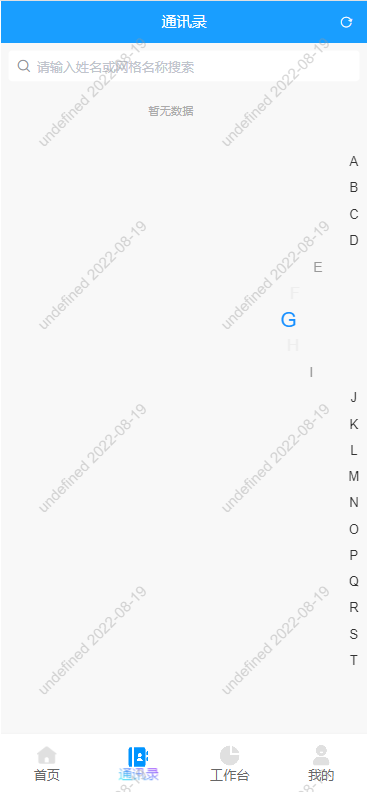 通讯录
请输入姓名或网格名称搜索
暂无数据
undefined 2022-08-19
undefined 2022-08-19
A
B
C
D
E
F
undefined 2022-08-19
undefined 2022-08-19
G
H
I
J
K
L
M
undefined 2022-08-19
undefined 2022-08-19
N
O
P
Q
R
S
T
undefined 2022-08-19
undefined 2022-08-19
首页
通讯录
工作台
我的